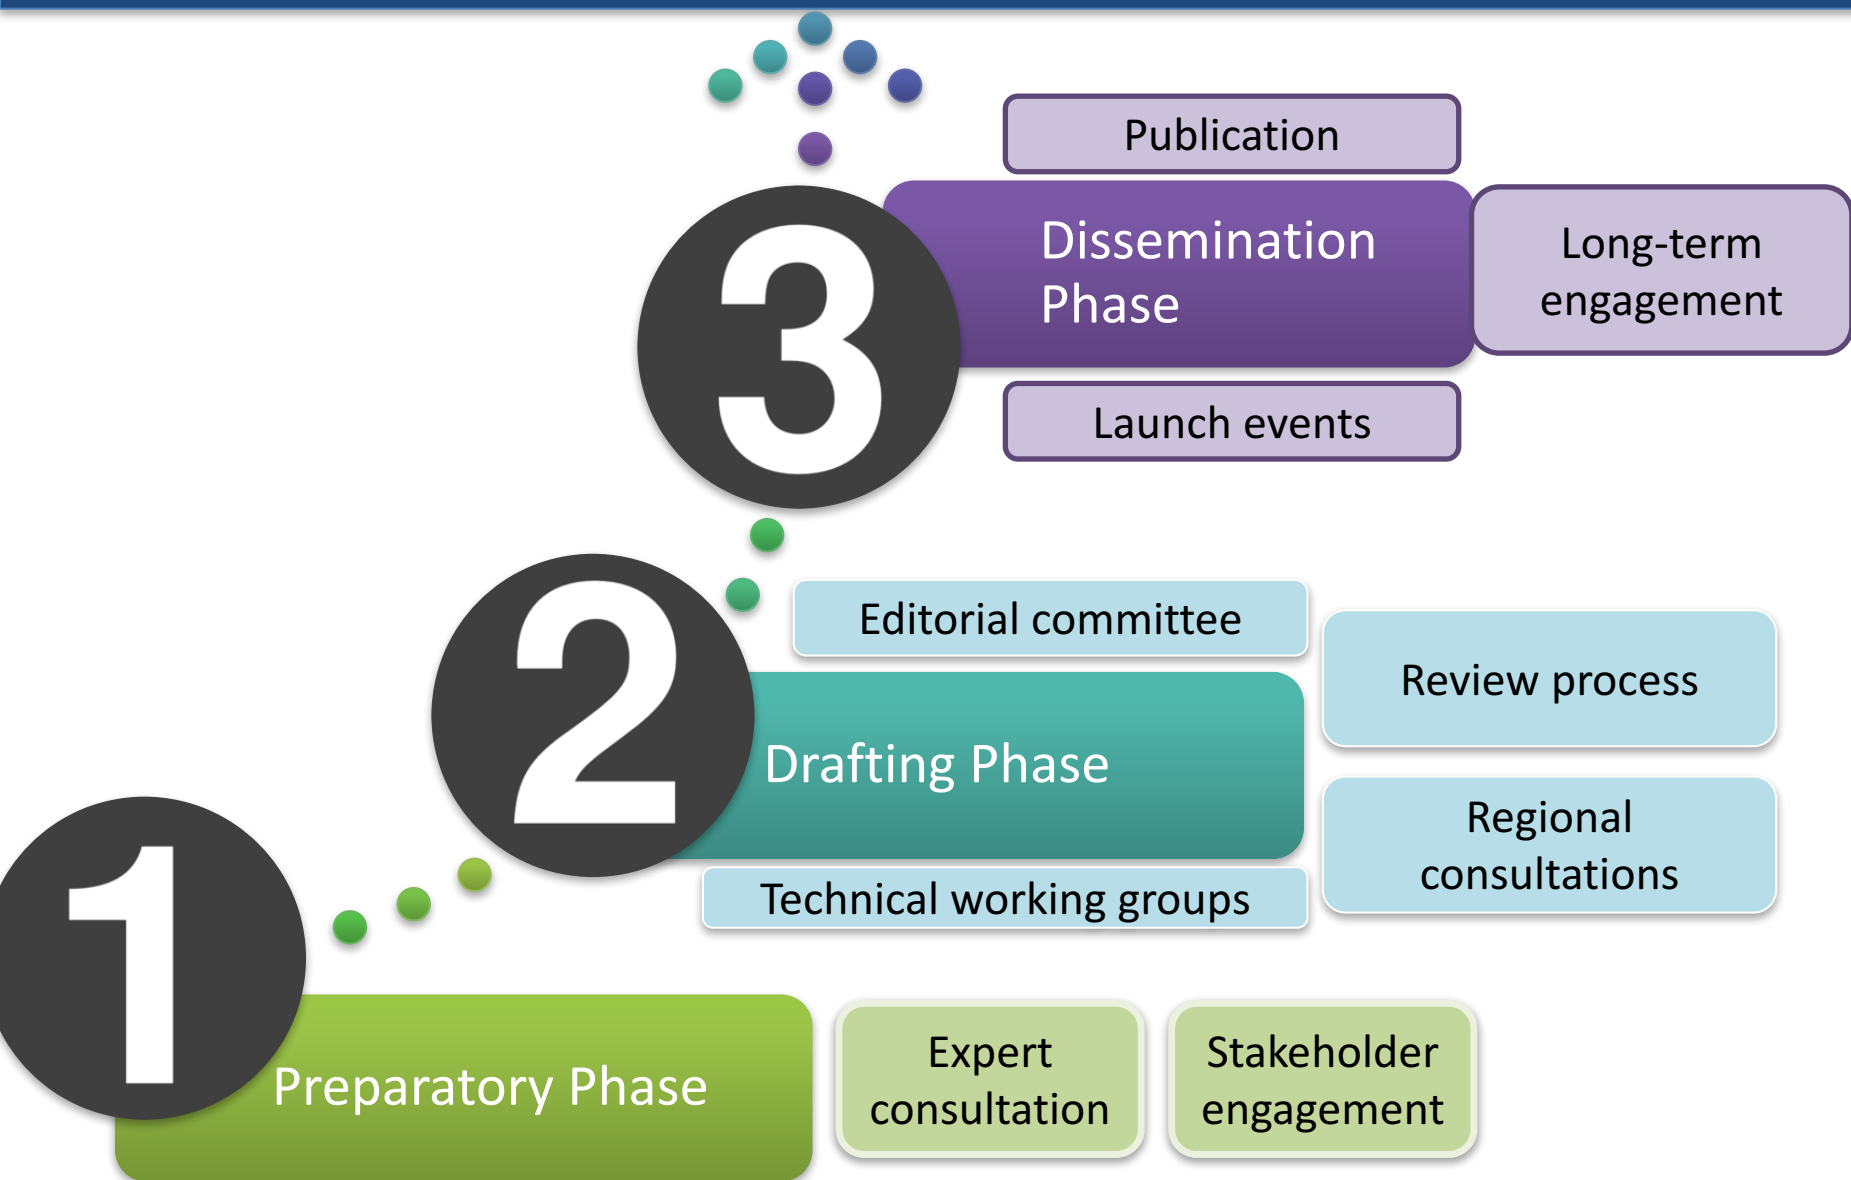 Publication
3
Dissemination
Phase
Long-term
engagement
Launch events
2
Editorial committee
Review process
Drafting Phase
Regional
consultations
Technical working groups
1
Preparatory Phase
Expert
consultation
Stakeholder
engagement